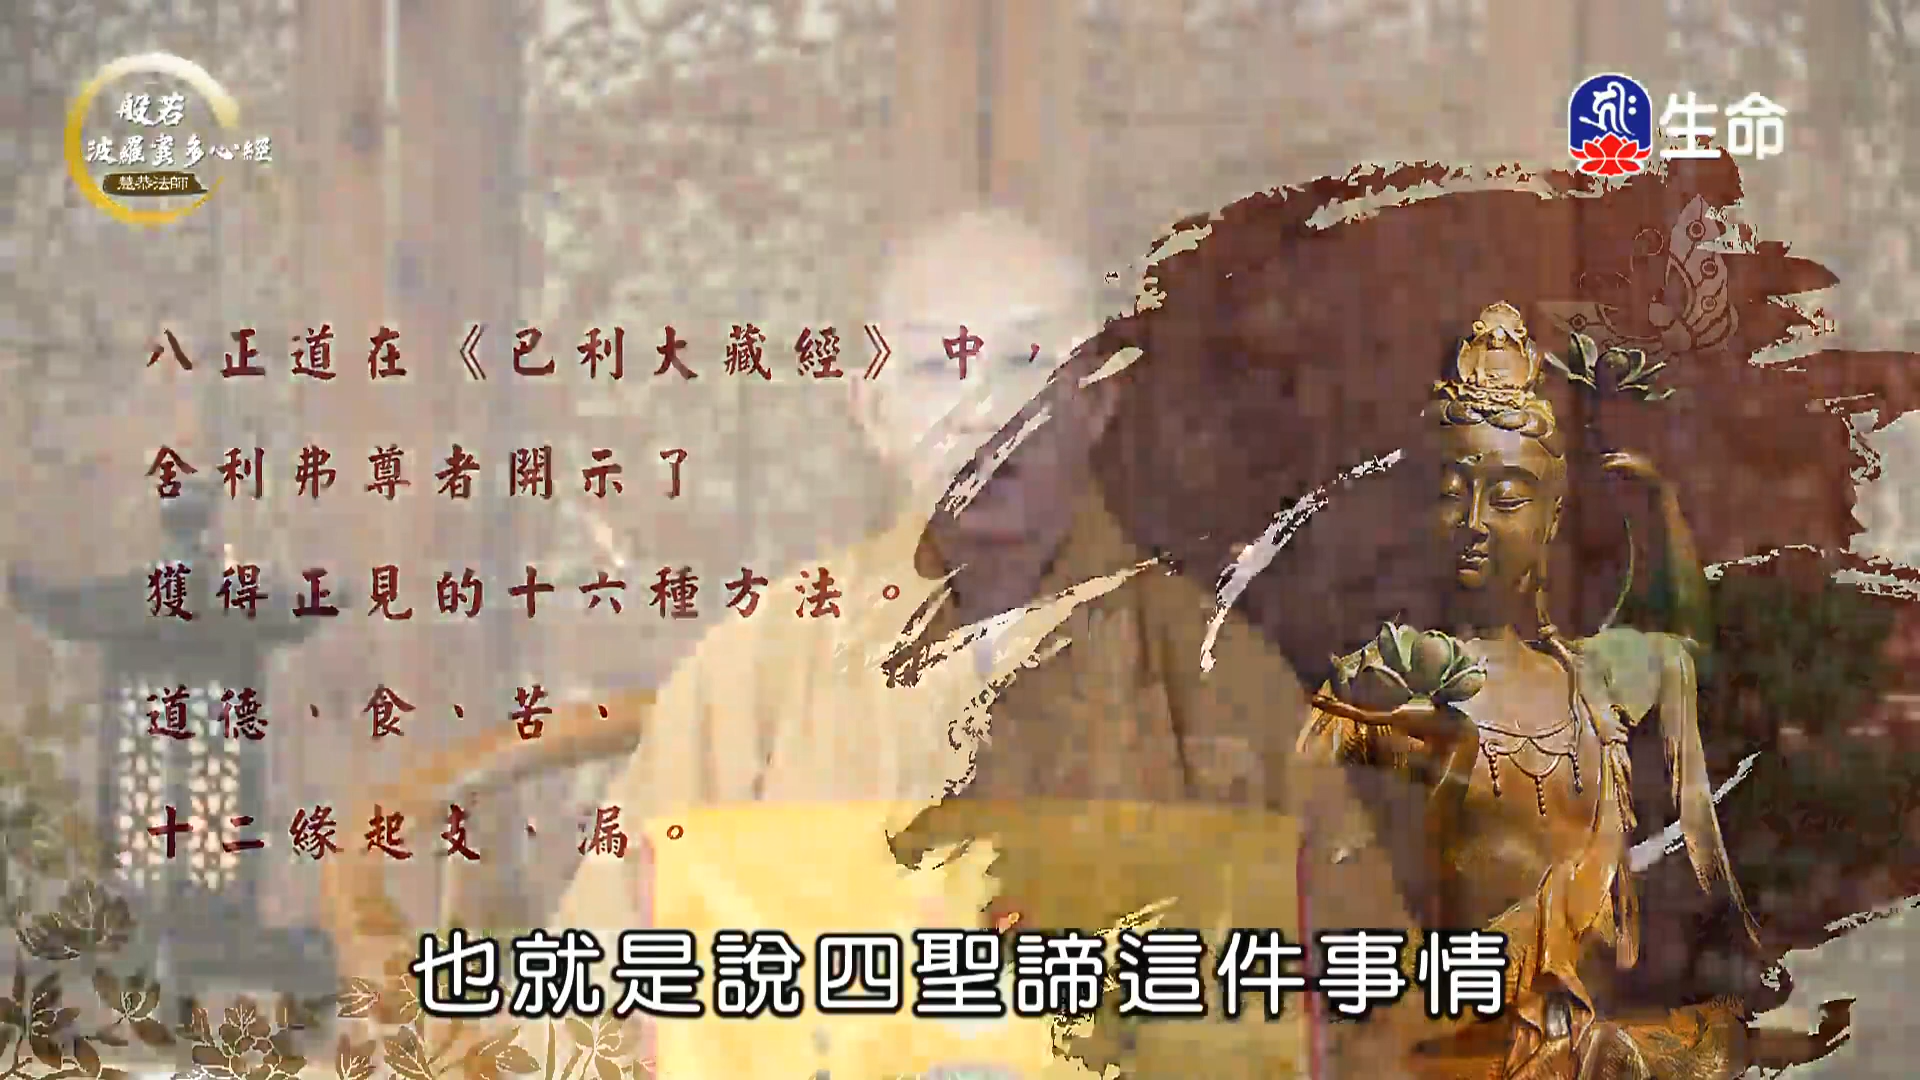 般若
波羅蜜多心經
慧恭法師
生命
八正道在《巴利大藏經》中，
舍利弗尊者開示了
獲得正見的十六種方法。
道德、食、苦、
十二緣起支、漏。
也就是說四聖諦這件事情